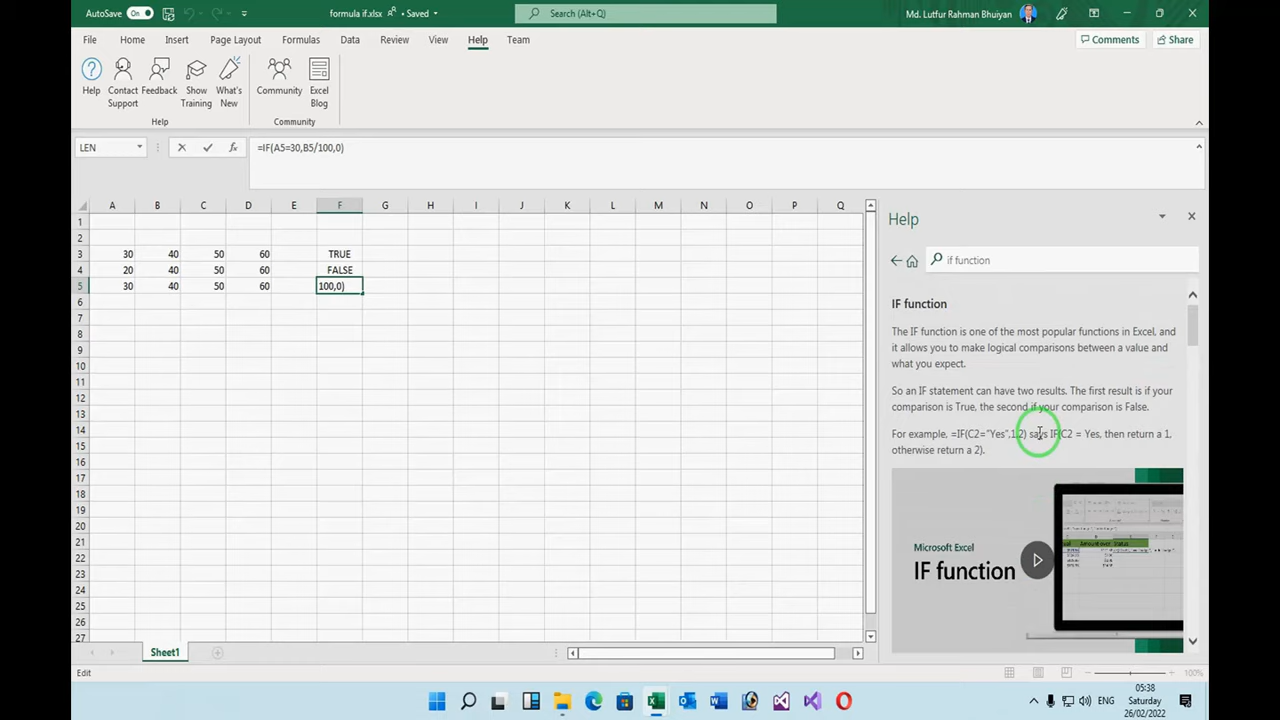 AutoSave On formula if.xlsx • Saved Search (Alt+Q) Md. Lutfur Rahman Bhuiyan
File Home Insert Page Layout Formulas Data Review View Help Team Comments Share
Help Contact Support Feedback Show Training What's New Community Excel Blog
Help Community
LEN fx =IF(A5=30,B5/100,0)
A B C D E F G H I J K L M N O P Q
1
2
3 30 40 50 60 TRUE
4 20 40 50 60 FALSE
5 30 40 50 60 100,0)
6
7
8
9
10
11
12
13
14
15
16
17
18
19
20
21
22
23
24
25
26
27
Help
if function
IF function
The IF function is one of the most popular functions in Excel, and
it allows you to make logical comparisons between a value and
what you expect.
So an IF statement can have two results. The first result is if your
comparison is True, the second if your comparison is False.
For example, =IF(C2="Yes",1,2) says IF(C2 = Yes, then return a 1,
otherwise return a 2).
Microsoft Excel
IF function
Sheet1
Edit 100%
ENG 05:38
Saturday
26/02/2022